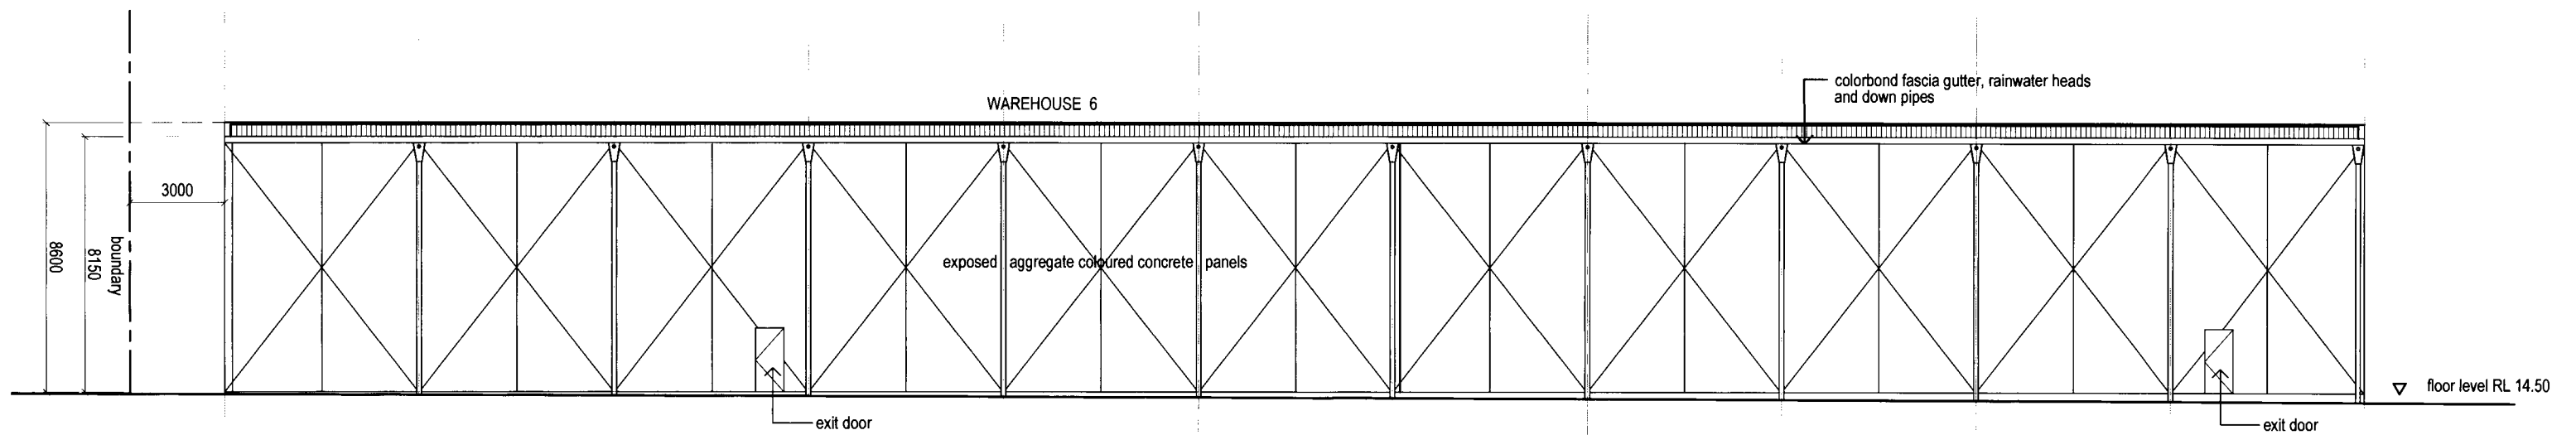 colorbond fascia gutter, rainwater heads
and down pipes
WAREHOUSE 6
3000
8600
8150
boundary
exposed aggregate coloured concrete panels
floor level RL 14.50
exit door
exit door